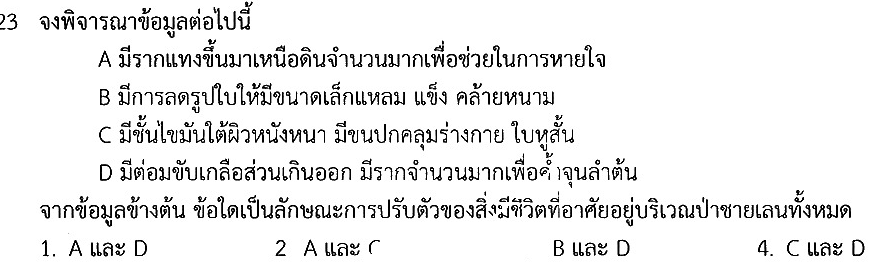 23 จงพิจารณาข้อมูลต่อไปนี้
A มีรากแทงขึ้นมาเหนือดินจำนวนมากเพื่อช่วยในการหายใจ
B มีการลดรูปใบให้มีขนาดเล็กแหลม แข็ง คล้ายหนาม
C มีชั้นไขมันใต้ผิวหนังหนา มีขนปกคลุมร่างกาย ใบหูสั้น
D มีต่อมขับเกลือส่วนเกินออก มีรากจำนวนมากเพื่อค้ำจุนลำต้น
จากข้อมูลข้างต้น ข้อใดเป็นลักษณะการปรับตัวของสิ่งมีชีวิตที่อาศัยอยู่บริเวณป่าชายเลนทั้งหมด
1. A และ D 2 A และ C B และ D 4. C และ D